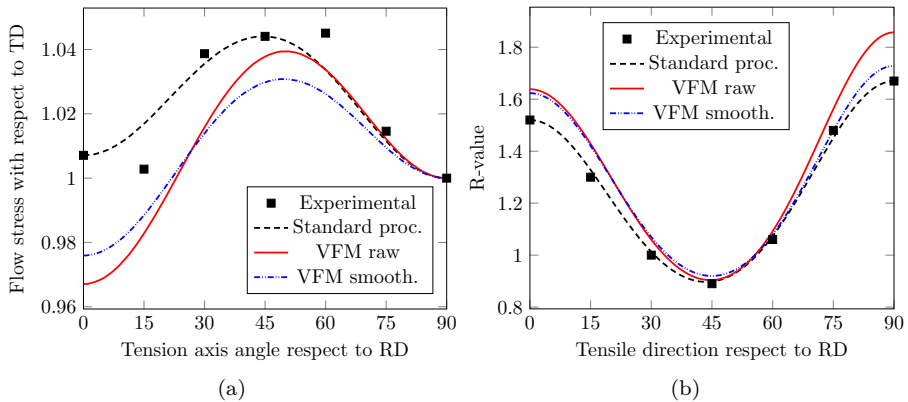 Flow stress with respect to TD
1.04
1.02
1
0.98
0.96
0 15 30 45 60 75 90
Tension axis angle respect to RD
Experimental
Standard proc.
VFM raw
VFM smooth.
(a)
R-value
1.8
1.6
1.4
1.2
1
0.8
0 15 30 45 60 75 90
Tensile direction respect to RD
Experimental
Standard proc.
VFM raw
VFM smooth.
(b)